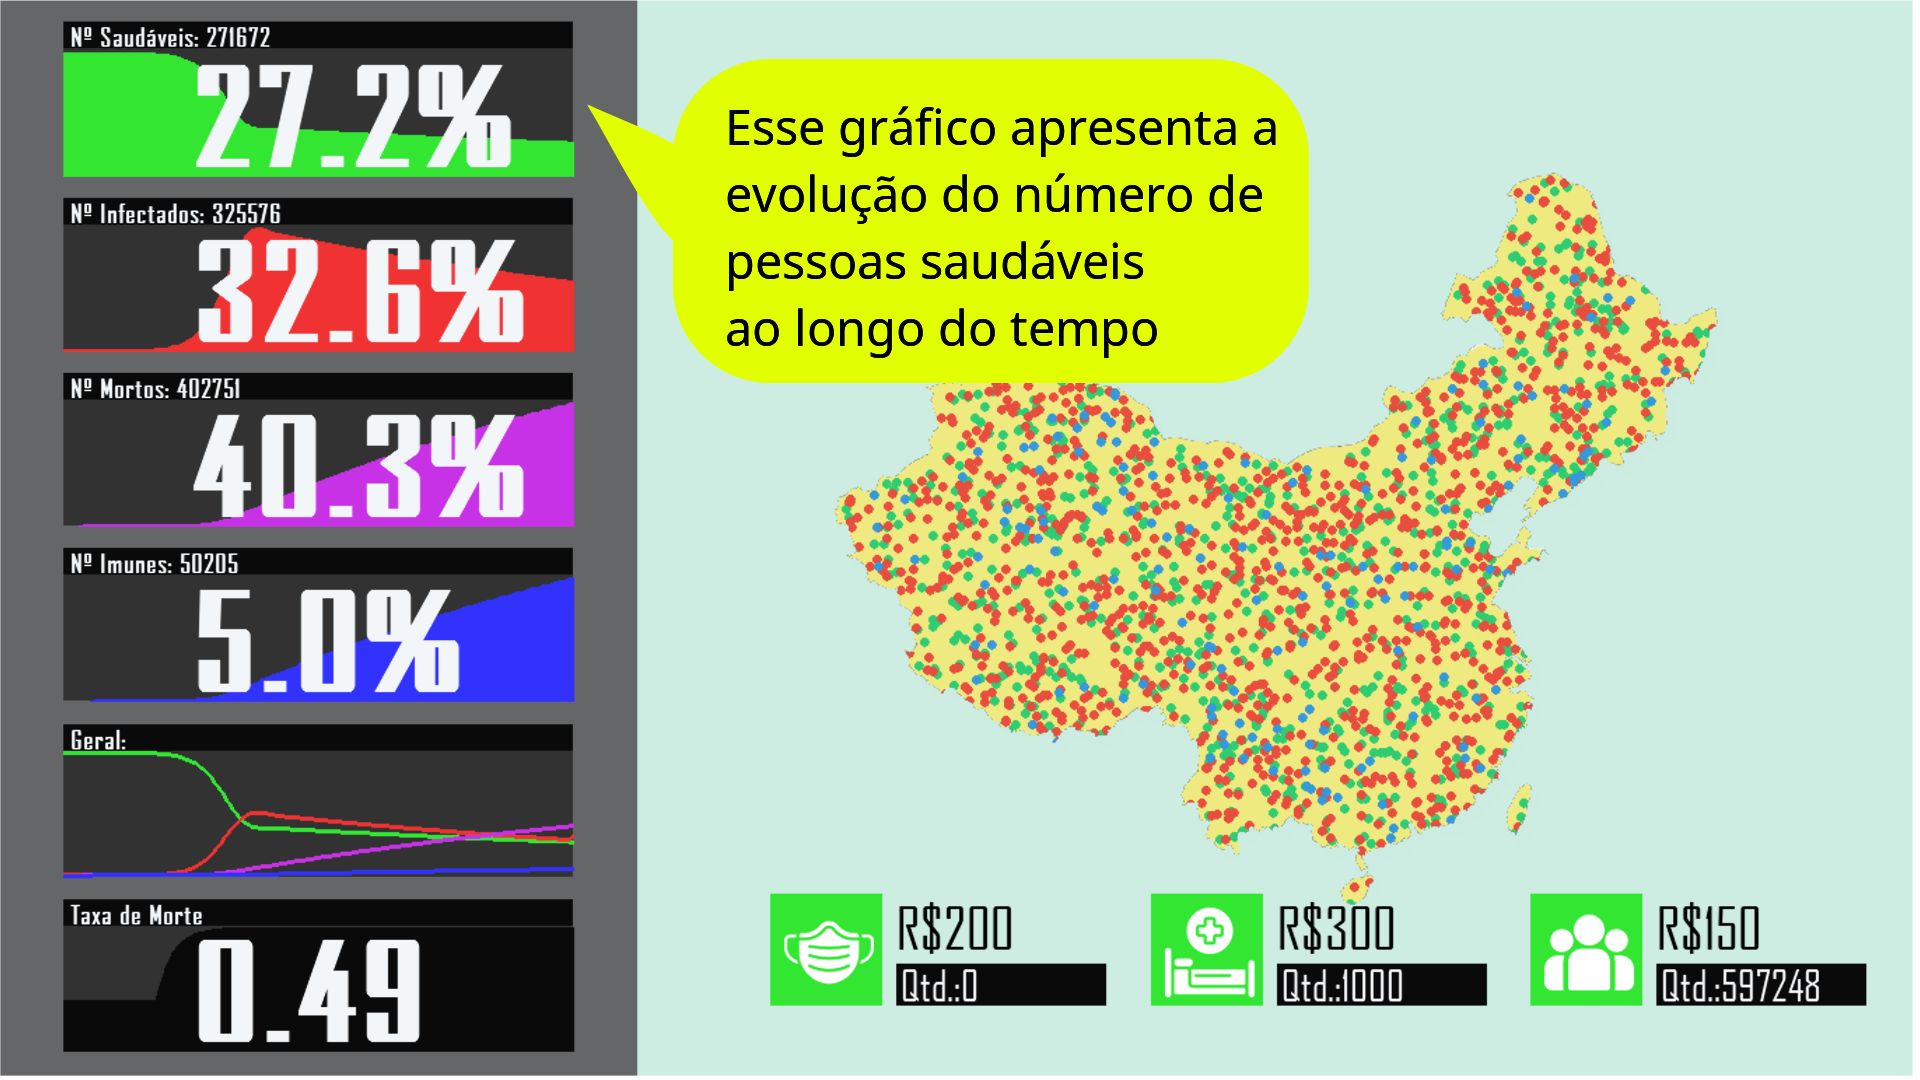 Nº Saudáveis: 271672
27.2%
Nº Infectados: 325576
32.6%
Nº Mortos: 402751
40.3%
Nº Imunes: 50205
5.0%
Geral:
Taxa de Morte
0.49
Esse gráfico apresenta a
evolução do número de
pessoas saudáveis
ao longo do tempo
R$200
Qtd.:0
R$300
Qtd.:1000
R$150
Qtd.:597248